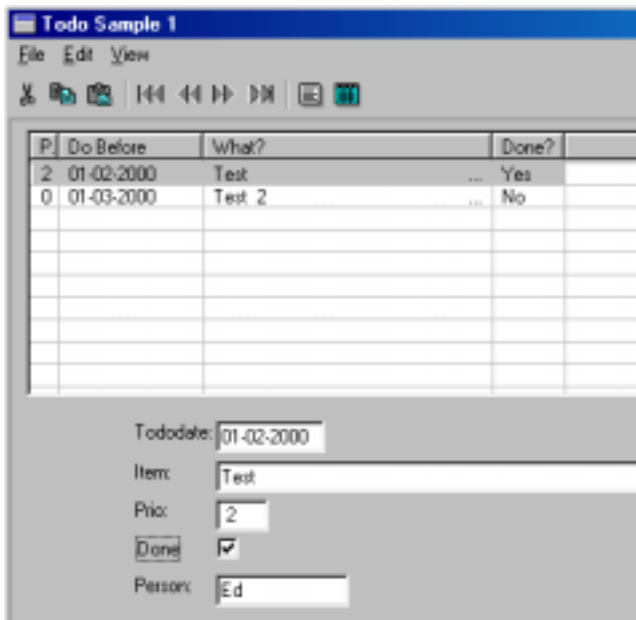 Todo Sample 1
File Edit View
P. Do Before What? Done?
2 01-02-2000 Test ... Yes
0 01-03-2000 Test 2 ... No
Tododate: 01-02-2000
Item: Test
Prio: 2
Done
Person: Ed